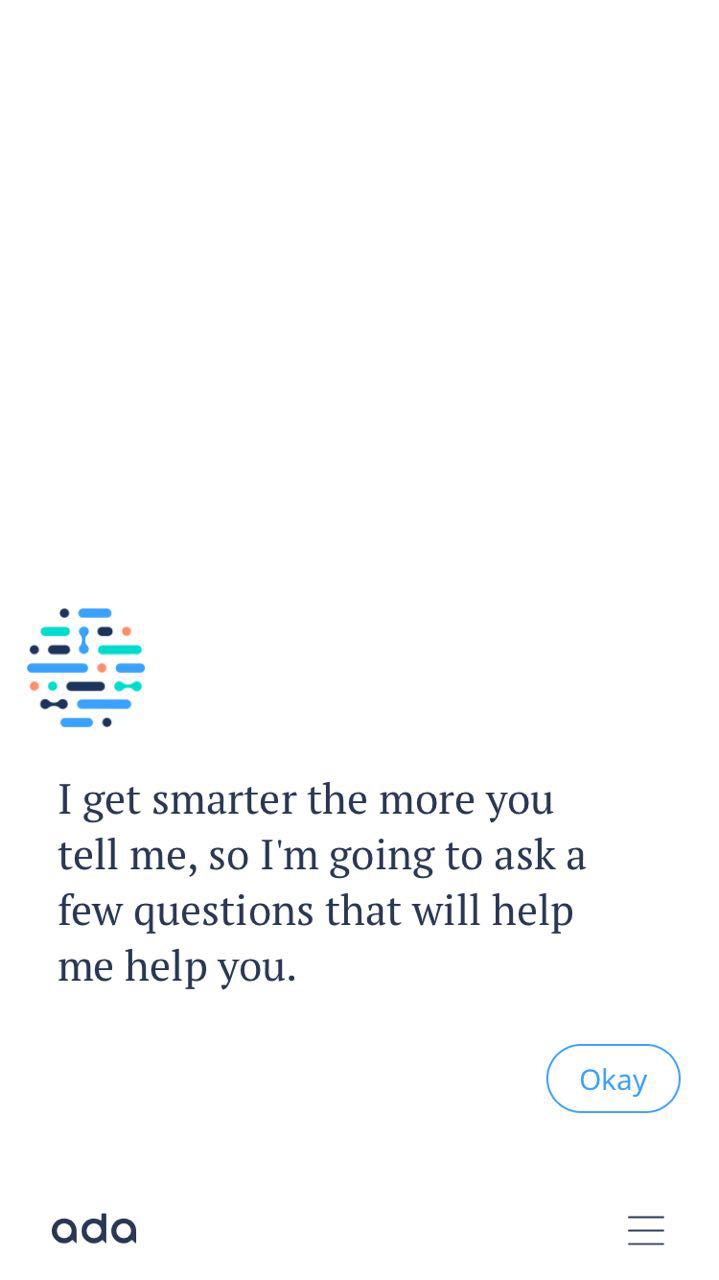 I get smarter the more you
tell me, so I'm going to ask a
few questions that will help
me help you.
Okay
ada